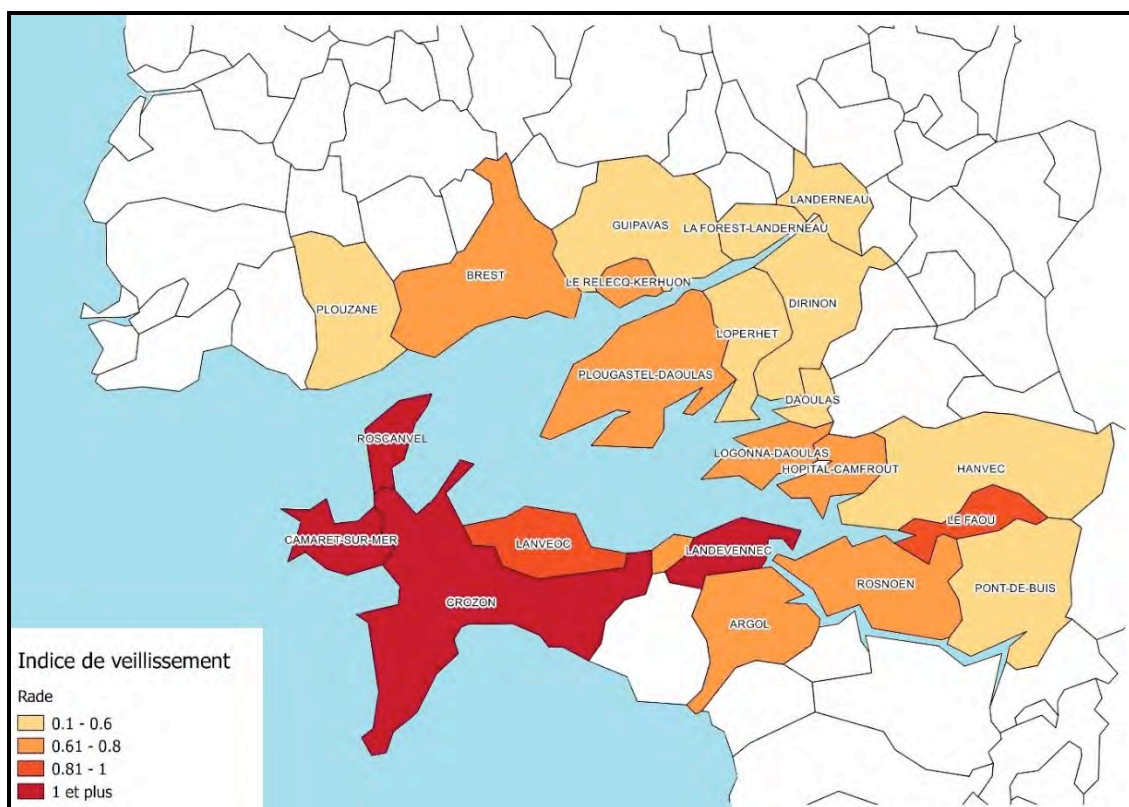 LANDERNEAU
GUIPAVAS
LA FOREST-LANDERNEAU
BREST
LE RELECQ-KERHUON
PLOUZANE
DIRINON
LOPERHET
PLOUGASTEL-DAOULAS
DAOULAS
ROSCANVEL
LOGONNA-DAOULAS
HOPITAL-CAMFROUT
HANVEC
LE FAOU
CAMARET-SUR-MER
LANVEOC
LANDEVENNEC
ROSNOEN
PONT-DE-BUIS
CROZON
ARGOL
Indice de veillissement
Rade
0.1 - 0.6
0.61 - 0.8
0.81 - 1
1 et plus